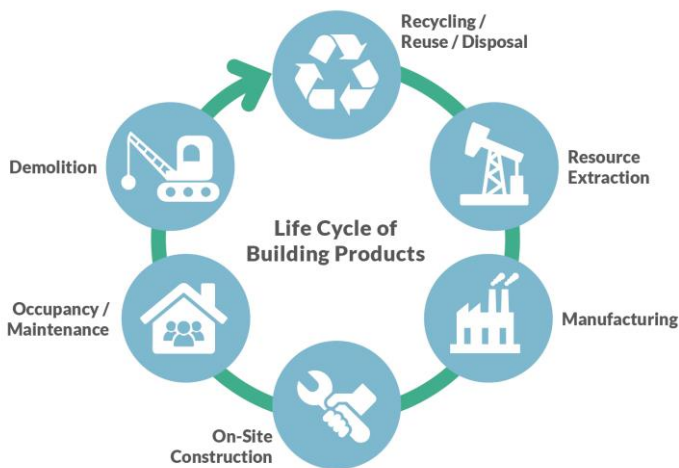 Recycling /
Reuse / Disposal
Resource
Extraction
Manufacturing
On-Site
Construction
Occupancy /
Maintenance
Demolition
Life Cycle of
Building Products